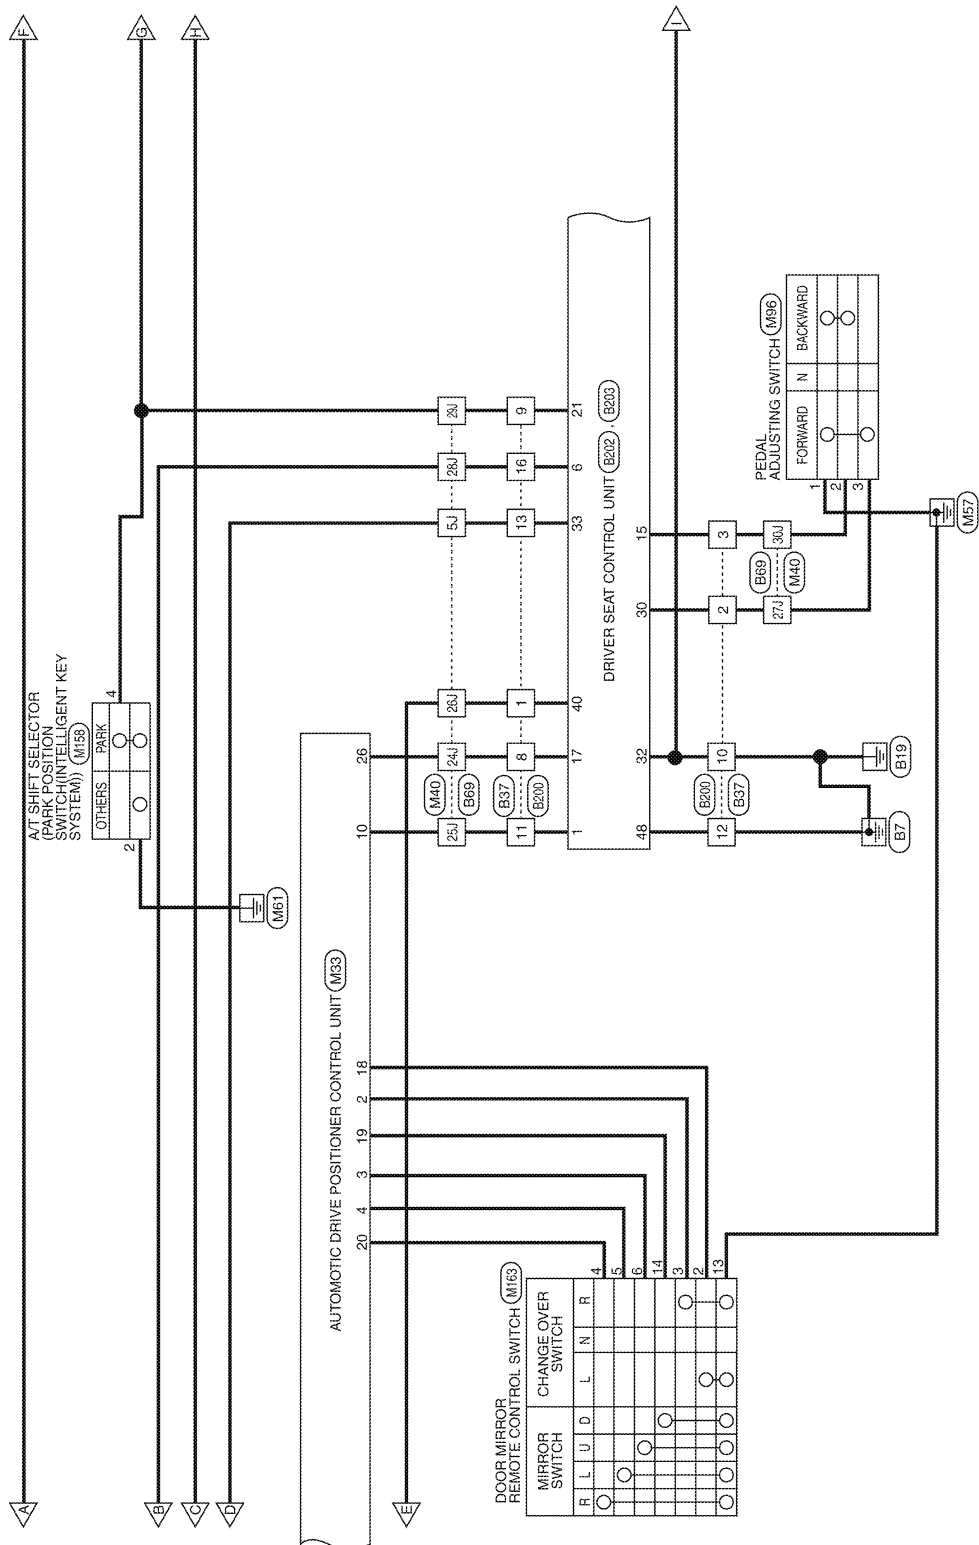 A/T SHIFT SELECTOR
(PARK POSITION
SWITCH(INTELLIGENT KEY
SYSTEM)) M158
OTHERS PARK
2
4
M61
A
B
C
D
E
F
G
H
I
AUTOMOTIC DRIVE POSITIONER CONTROL UNIT M33
20
4
3
19
2
18
10
26
25J
24J
26J
5J
28J
29J
M40
B69
11
8
1
13
16
9
B37
B200
1
17
40
33
6
21
DRIVER SEAT CONTROL UNIT B202 , B203
48
32
30
15
12
10
2
3
B200
B37
27J
30J
B69
M40
B7
B19
PEDAL
ADJUSTING SWITCH M96
FORWARD N BACKWARD
1
2
3
M57
DOOR MIRROR
REMOTE CONTROL SWITCH M163
MIRROR
SWITCH
CHANGE OVER
SWITCH
R L U D L N R
4
5
6
14
3
2
13